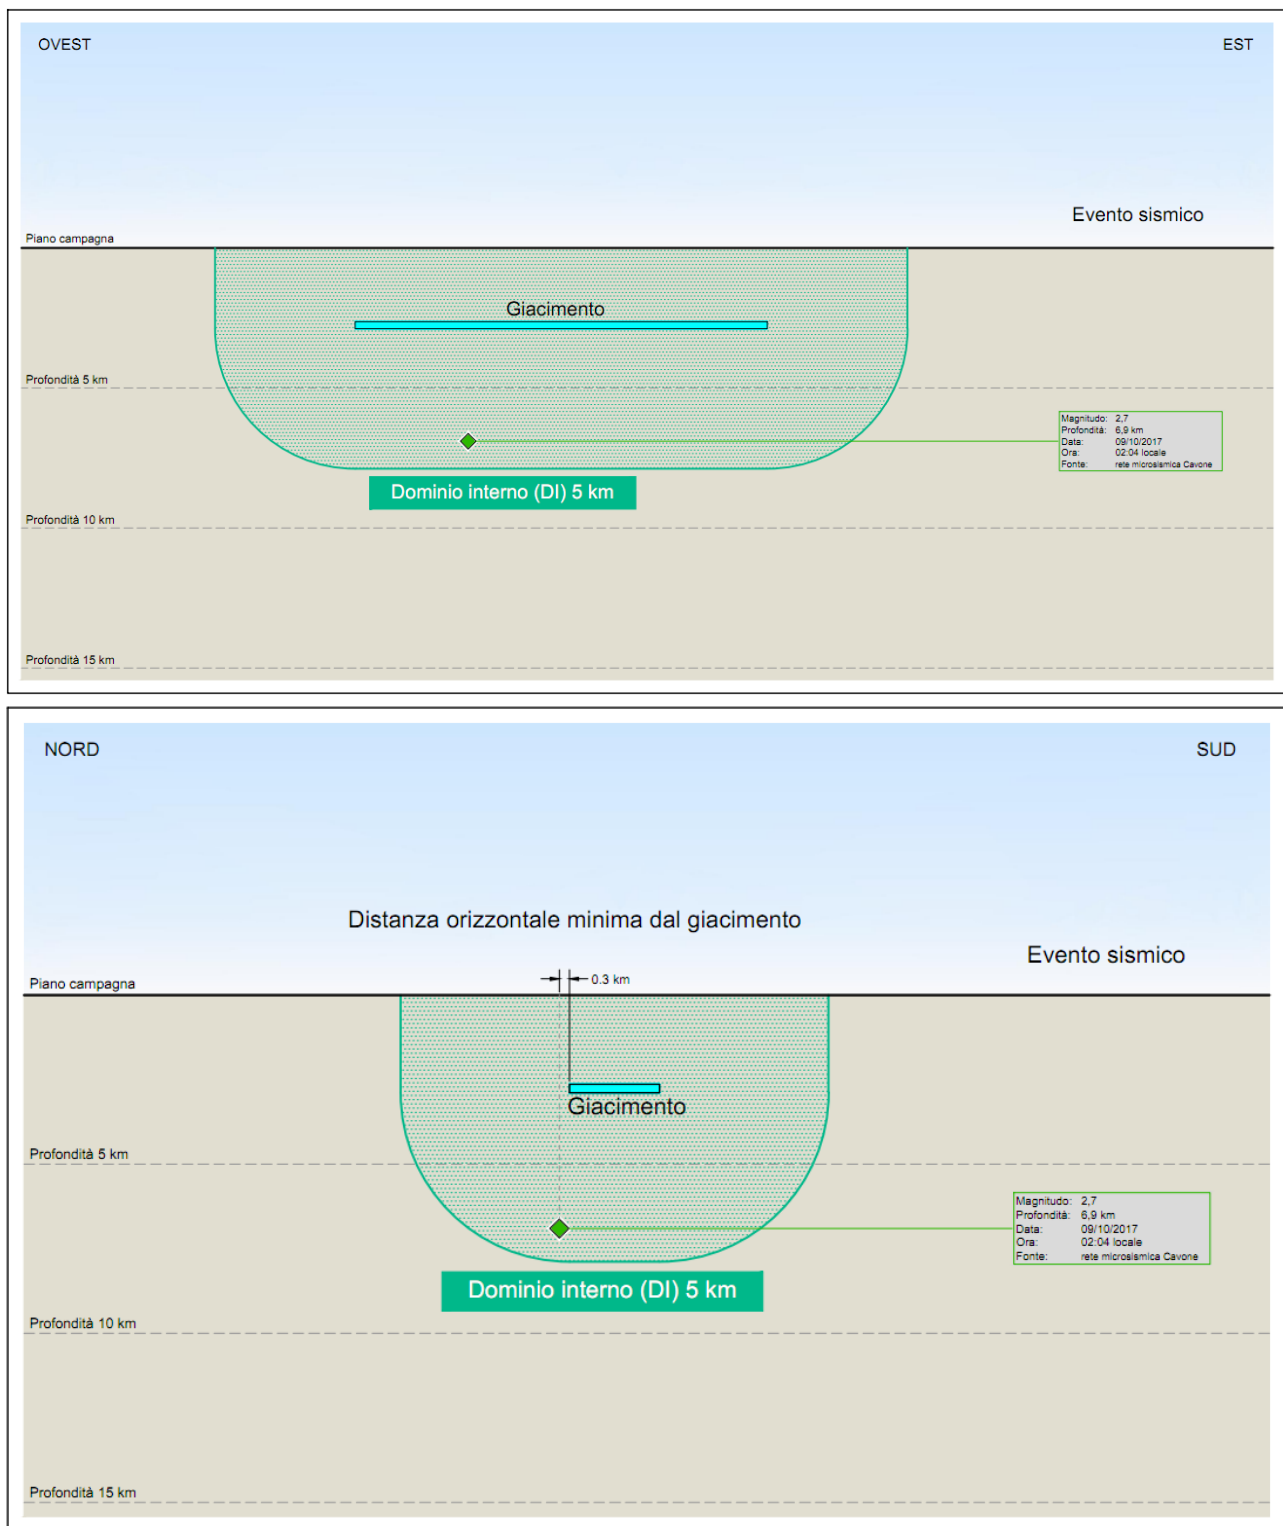 OVEST
EST
Evento sismico
Piano campagna
Giacimento
Profondità 5 km
Magnitudo: 2,7
Profondità: 6,9 km
Data: 09/10/2017
Ora: 02:04 locale
Fonte: rete microsismica Cavone
Dominio interno (DI) 5 km
Profondità 10 km
Profondità 15 km
NORD
SUD
Distanza orizzontale minima dal giacimento
Evento sismico
0.3 km
Piano campagna
Giacimento
Profondità 5 km
Magnitudo: 2,7
Profondità: 6,9 km
Data: 09/10/2017
Ora: 02:04 locale
Fonte: rete microsismica Cavone
Dominio interno (DI) 5 km
Profondità 10 km
Profondità 15 km